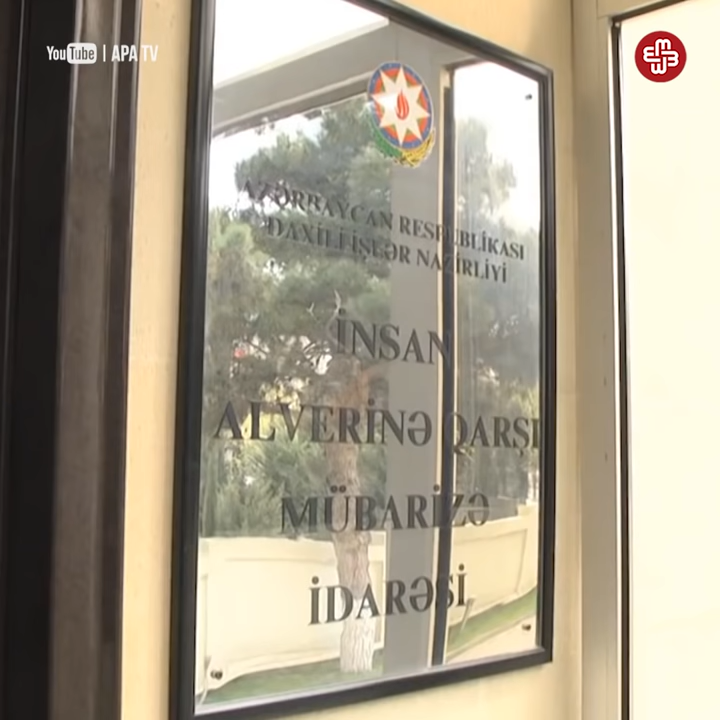 YouTube | APA TV
AZƏRBAYCAN RESPUBLİKASI
DAXİLİ İŞLƏR NAZİRLİYİ
İNSAN
ALVERİNƏ QARŞI
MÜBARİZƏ
İDARƏSİ